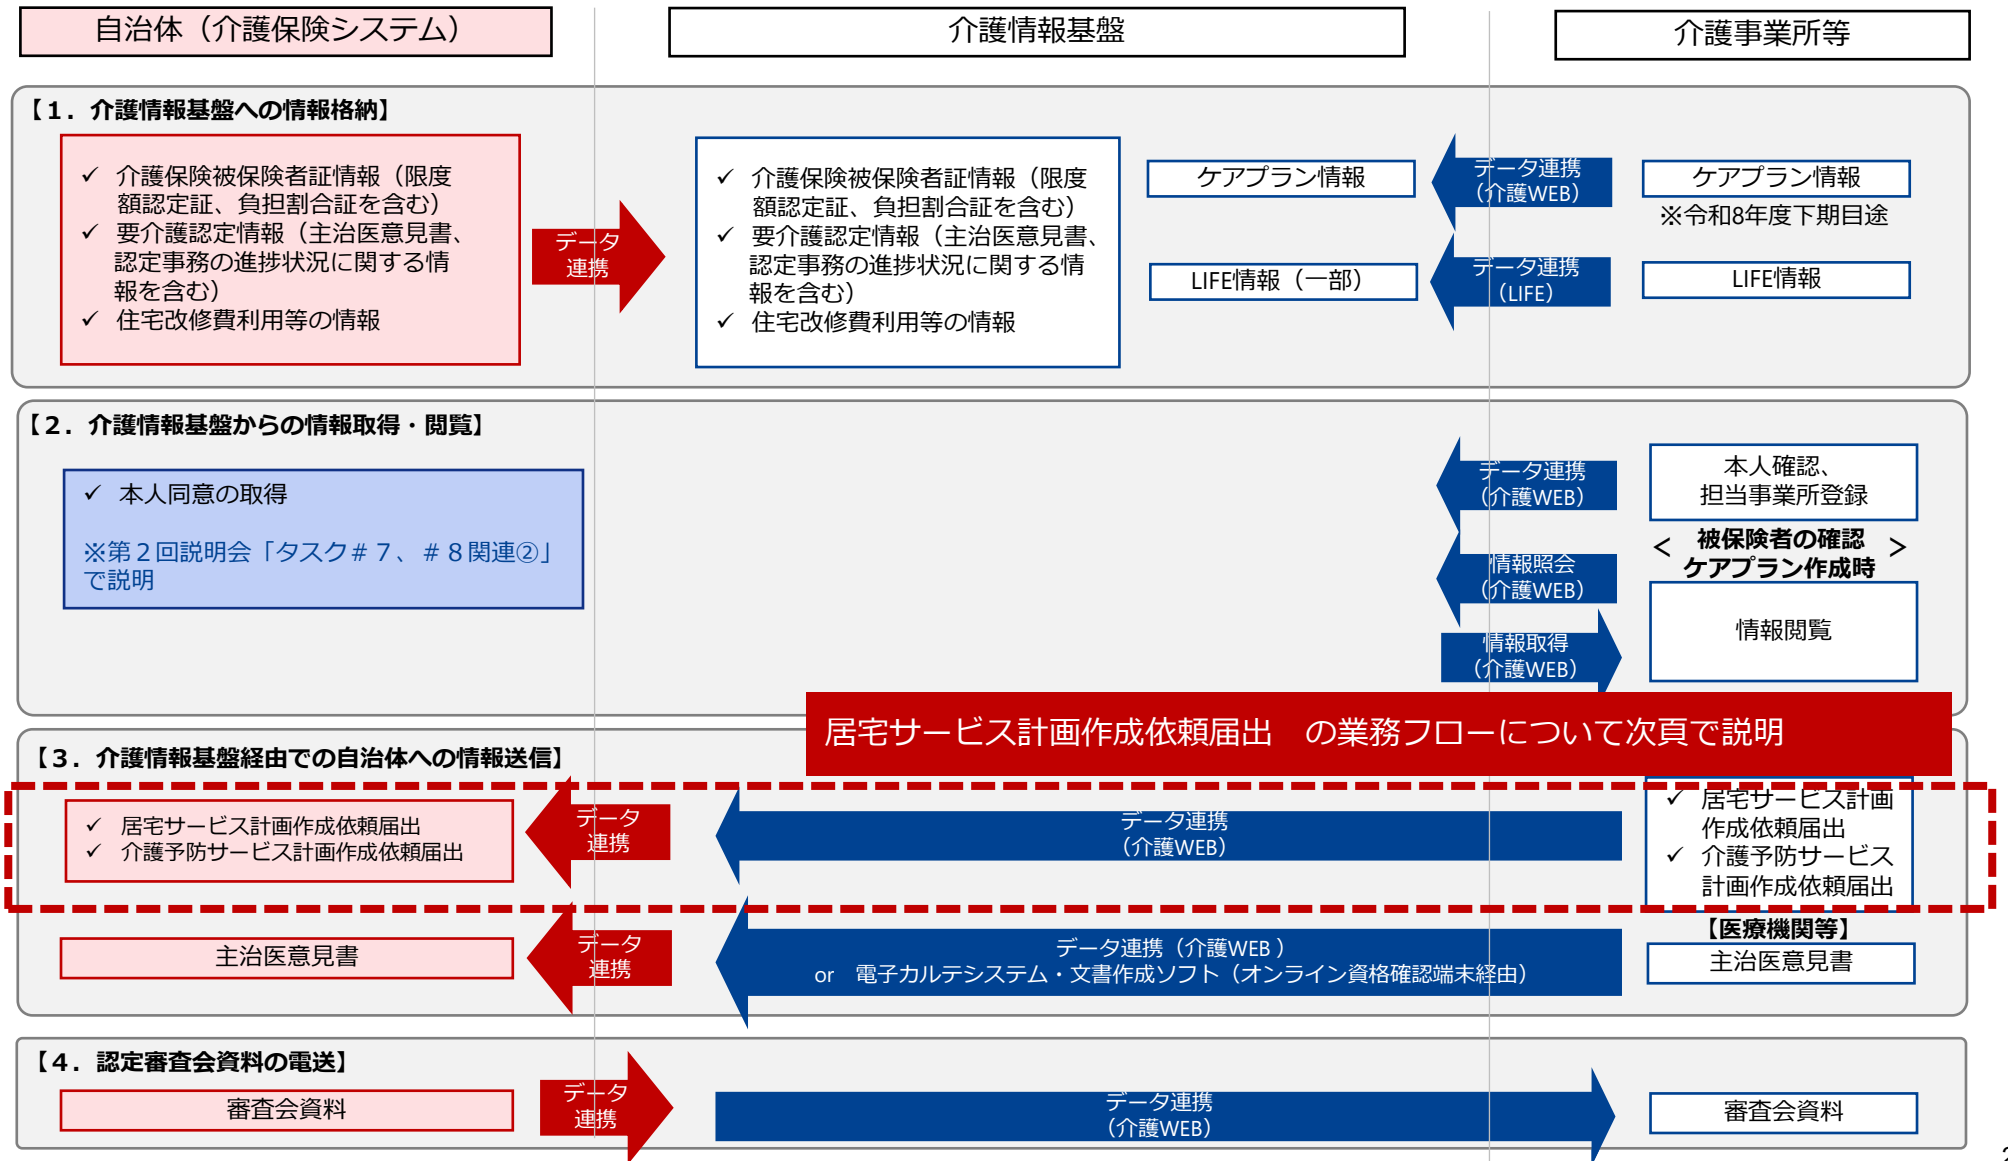 自治体（介護保険システム）
介護情報基盤
介護事業所等
【１．介護情報基盤への情報格納】
✓ 介護保険被保険者証情報（限度
額認定証、負担割合証を含む）
✓ 要介護認定情報（主治医意見書、
認定事務の進捗状況に関する情
報を含む）
✓ 住宅改修費利用等の情報
データ
連携
✓ 介護保険被保険者証情報（限度
額認定証、負担割合証を含む）
✓ 要介護認定情報（主治医意見書、
認定事務の進捗状況に関する情
報を含む）
✓ 住宅改修費利用等の情報
ケアプラン情報
データ連携
（介護WEB）
ケアプラン情報
※令和8年度下期目途
LIFE情報（一部）
データ連携
（LIFE）
LIFE情報
【２．介護情報基盤からの情報取得・閲覧】
✓ 本人同意の取得
※第２回説明会「タスク＃７、＃８関連②」
で説明
データ連携
（介護WEB）
本人確認、
担当事業所登録
＜ 被保険者の確認 ＞
ケアプラン作成時
情報照会
（介護WEB）
情報閲覧
情報取得
（介護WEB）
居宅サービス計画作成依頼届出　の業務フローについて次頁で説明
【３．介護情報基盤経由での自治体への情報送信】
✓ 居宅サービス計画作成依頼届出
✓ 介護予防サービス計画作成依頼届出
データ
連携
データ連携
（介護WEB）
✓ 居宅サービス計画
作成依頼届出
✓ 介護予防サービス
計画作成依頼届出
主治医意見書
データ
連携
データ連携（介護WEB ）
or　電子カルテシステム・文書作成ソフト（オンライン資格確認端末経由）
【医療機関等】
主治医意見書
【４．認定審査会資料の電送】
審査会資料
データ
連携
データ連携
（介護WEB）
審査会資料